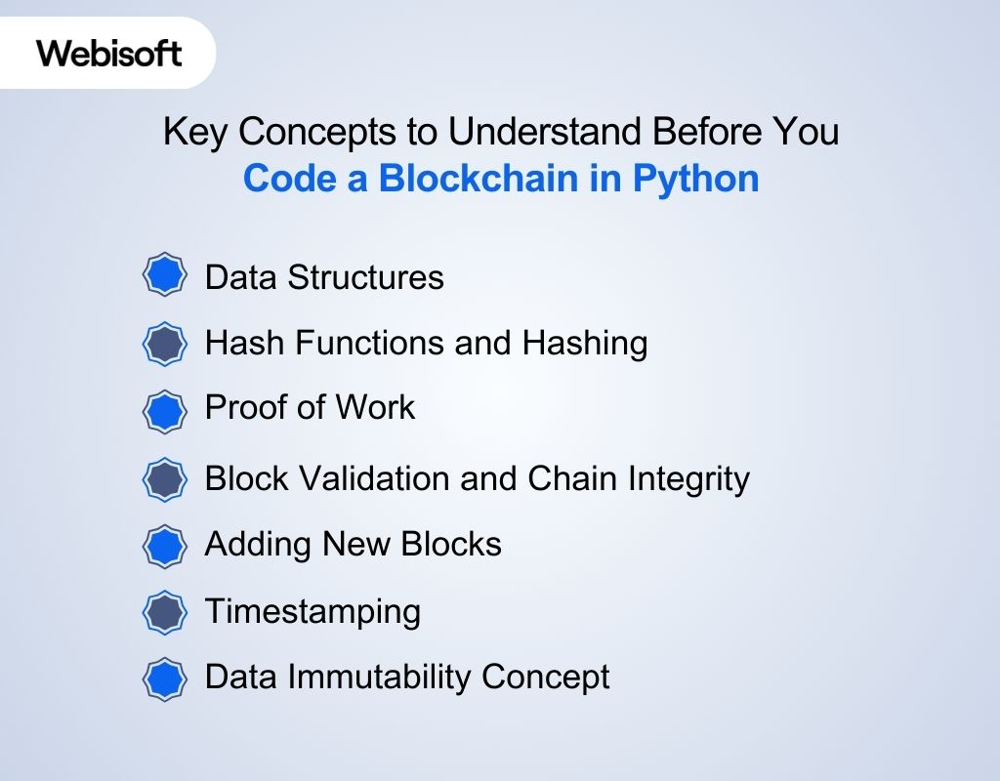 Webisoft
Key Concepts to Understand Before You
Code a Blockchain in Python
Data Structures
Hash Functions and Hashing
Proof of Work
Block Validation and Chain Integrity
Adding New Blocks
Timestamping
Data Immutability Concept